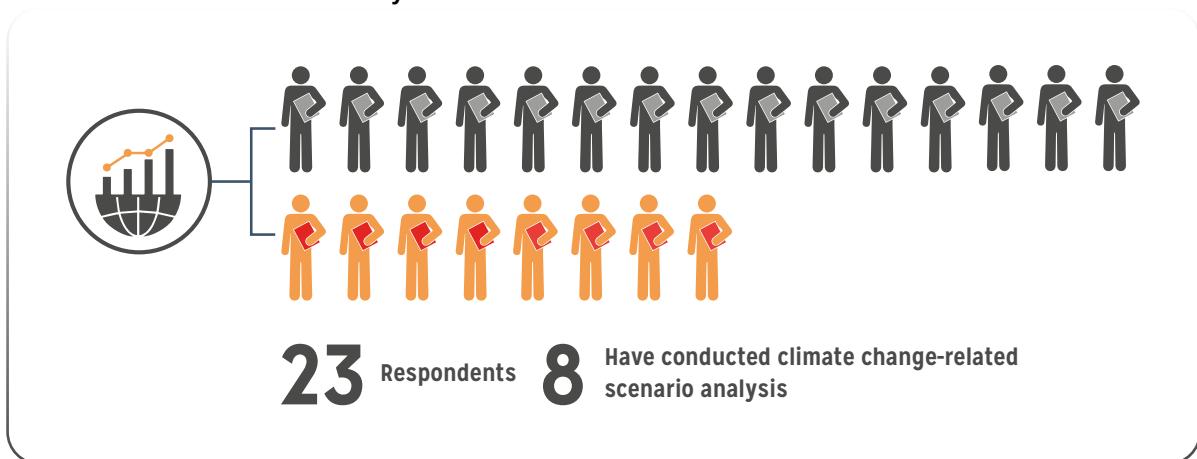 23 Respondents
8 Have conducted climate change-related
scenario analysis